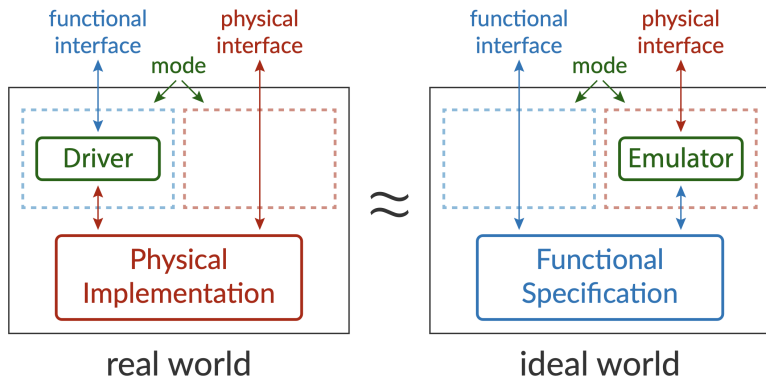 functional
interface
physical
interface
mode
Driver
Physical
Implementation
real world
≈
functional
interface
physical
interface
mode
Emulator
Functional
Specification
ideal world